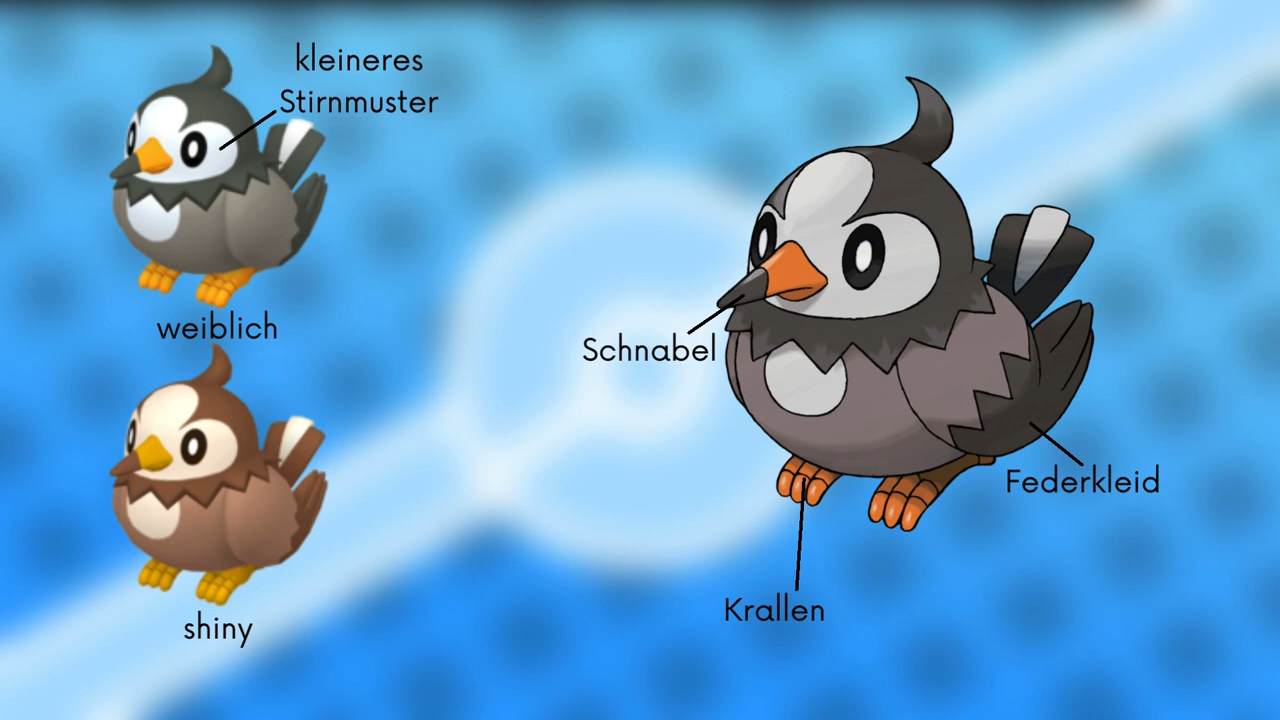 kleineres
Stirnmuster
weiblich
Schnabel
Federkleid
Krallen
shiny